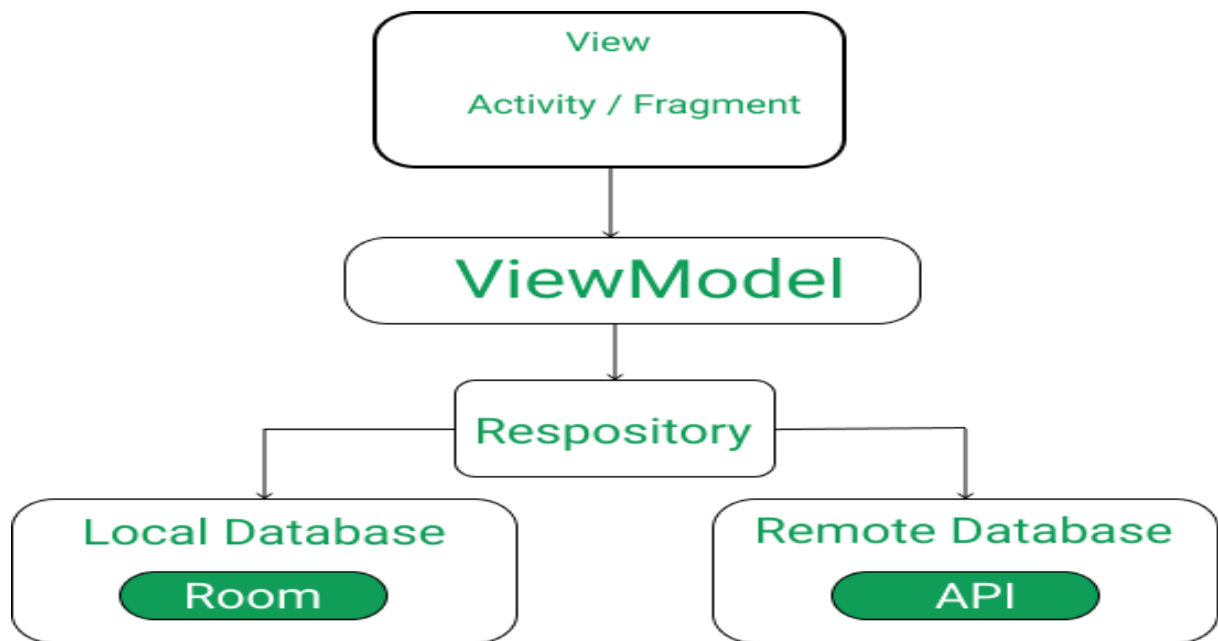 View
Activity / Fragment
ViewModel
Respository
Local Database
Room
Remote Database
API